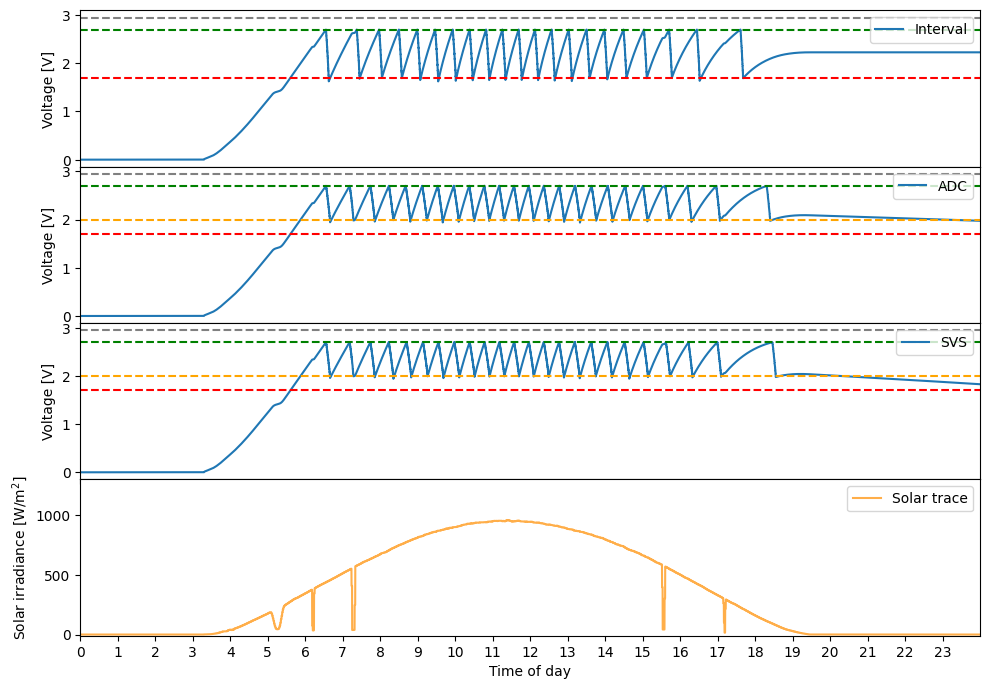 3
2
1
0
Voltage [V]
Interval
3
2
1
0
Voltage [V]
ADC
3
2
1
0
Voltage [V]
SVS
1000
500
0
Solar irradiance [W/m²]
Solar trace
0 1 2 3 4 5 6 7 8 9 10 11 12 13 14 15 16 17 18 19 20 21 22 23
Time of day